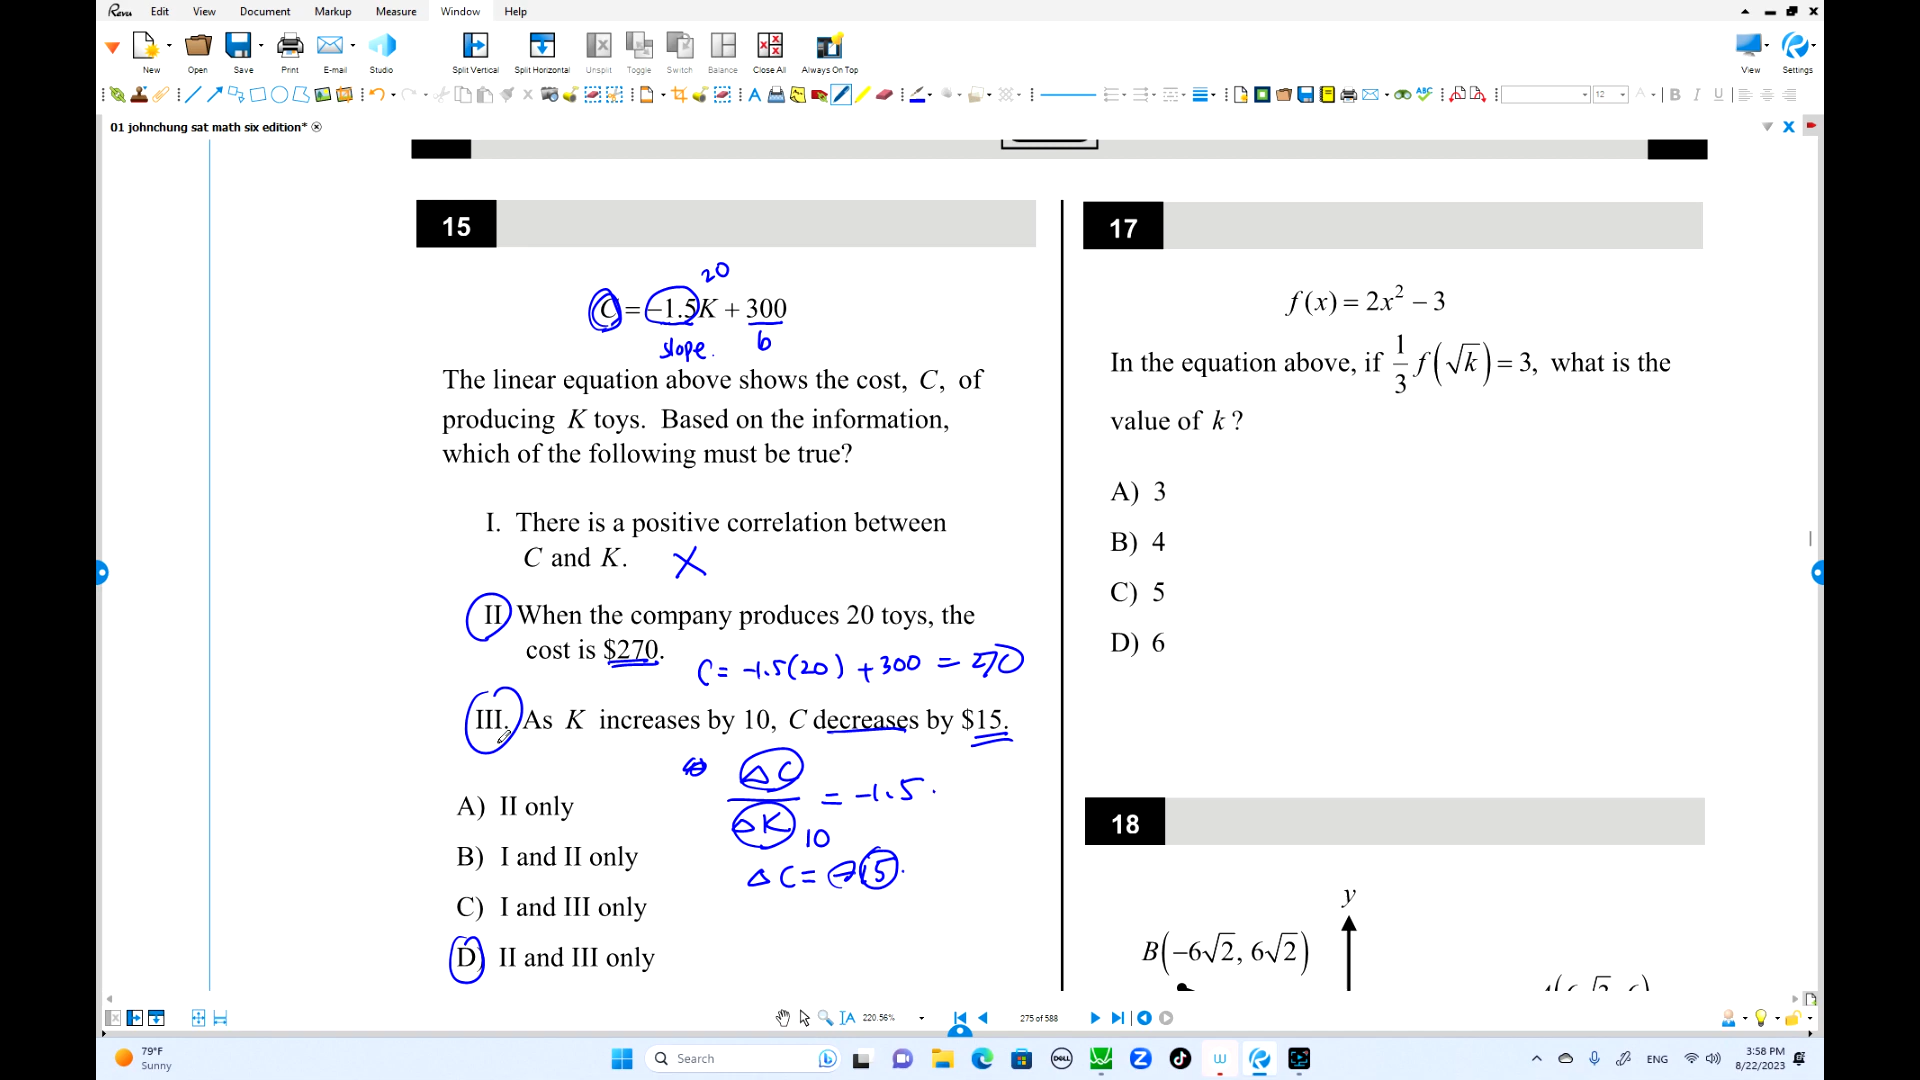 Revu Edit View Document Markup Measure Window Help
New Open Save Print E-mail Studio Split Vertical Split Horizontal Unsplit Toggle Switch Balance Close All Always On Top View Settings
12 A B I U
01 johnchung sat math six edition*
15
20
C = −1.5K + 300
slope. b
The linear equation above shows the cost, C, of
producing K toys. Based on the information,
which of the following must be true?
I. There is a positive correlation between
C and K. X
II When the company produces 20 toys, the
cost is $270.
C = -1.5(20) + 300 = 270
III. As K increases by 10, C decreases by $15.
ΔC
ΔK = -1.5.
10
ΔC = -15.
A) II only
B) I and II only
C) I and III only
D) II and III only
17
f(x) = 2x² − 3
In the equation above, if 1/3 f(√k) = 3, what is the
value of k ?
A) 3
B) 4
C) 5
D) 6
18
y
B(−6√2, 6√2)
220.56% 275 of 588
79°F
Sunny
Search
DELL
ENG
3:58 PM
8/22/2023